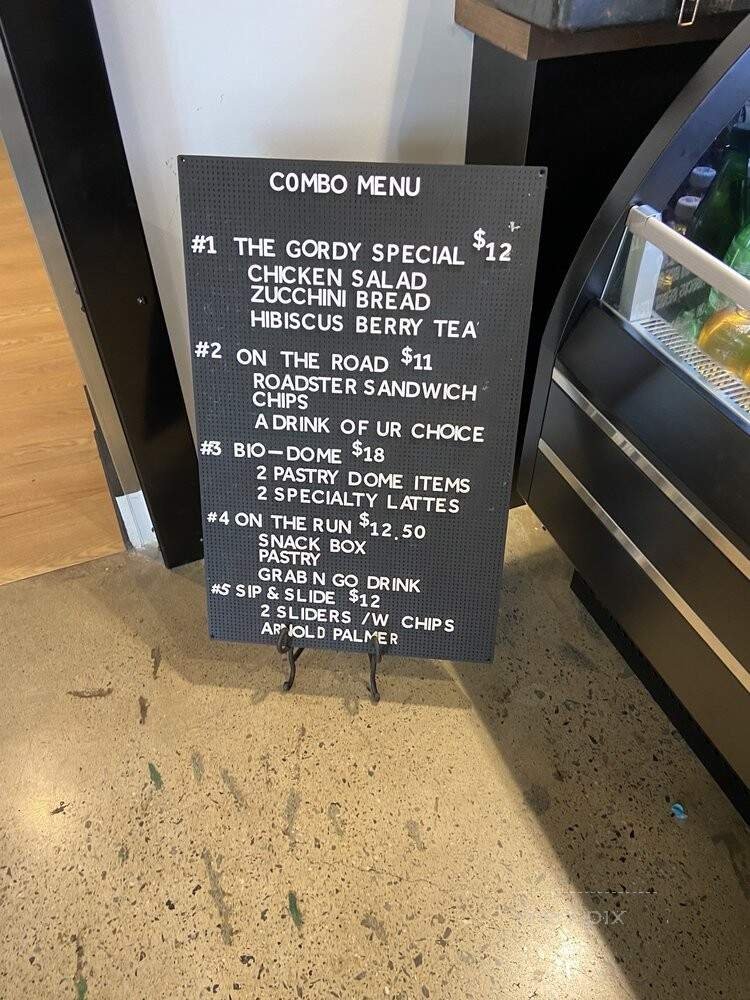 COMBO MENU
#1 THE GORDY SPECIAL $12
CHICKEN SALAD
ZUCCHINI BREAD
HIBISCUS BERRY TEA
#2 ON THE ROAD $11
ROADSTER SANDWICH
CHIPS
A DRINK OF UR CHOICE
#3 BIO-DOME $18
2 PASTRY DOME ITEMS
2 SPECIALTY LATTES
#4 ON THE RUN $12.50
SNACK BOX
PASTRY
GRAB N GO DRINK
#5 SIP & SLIDE $12
2 SLIDERS /W CHIPS
ARNOLD PALMER